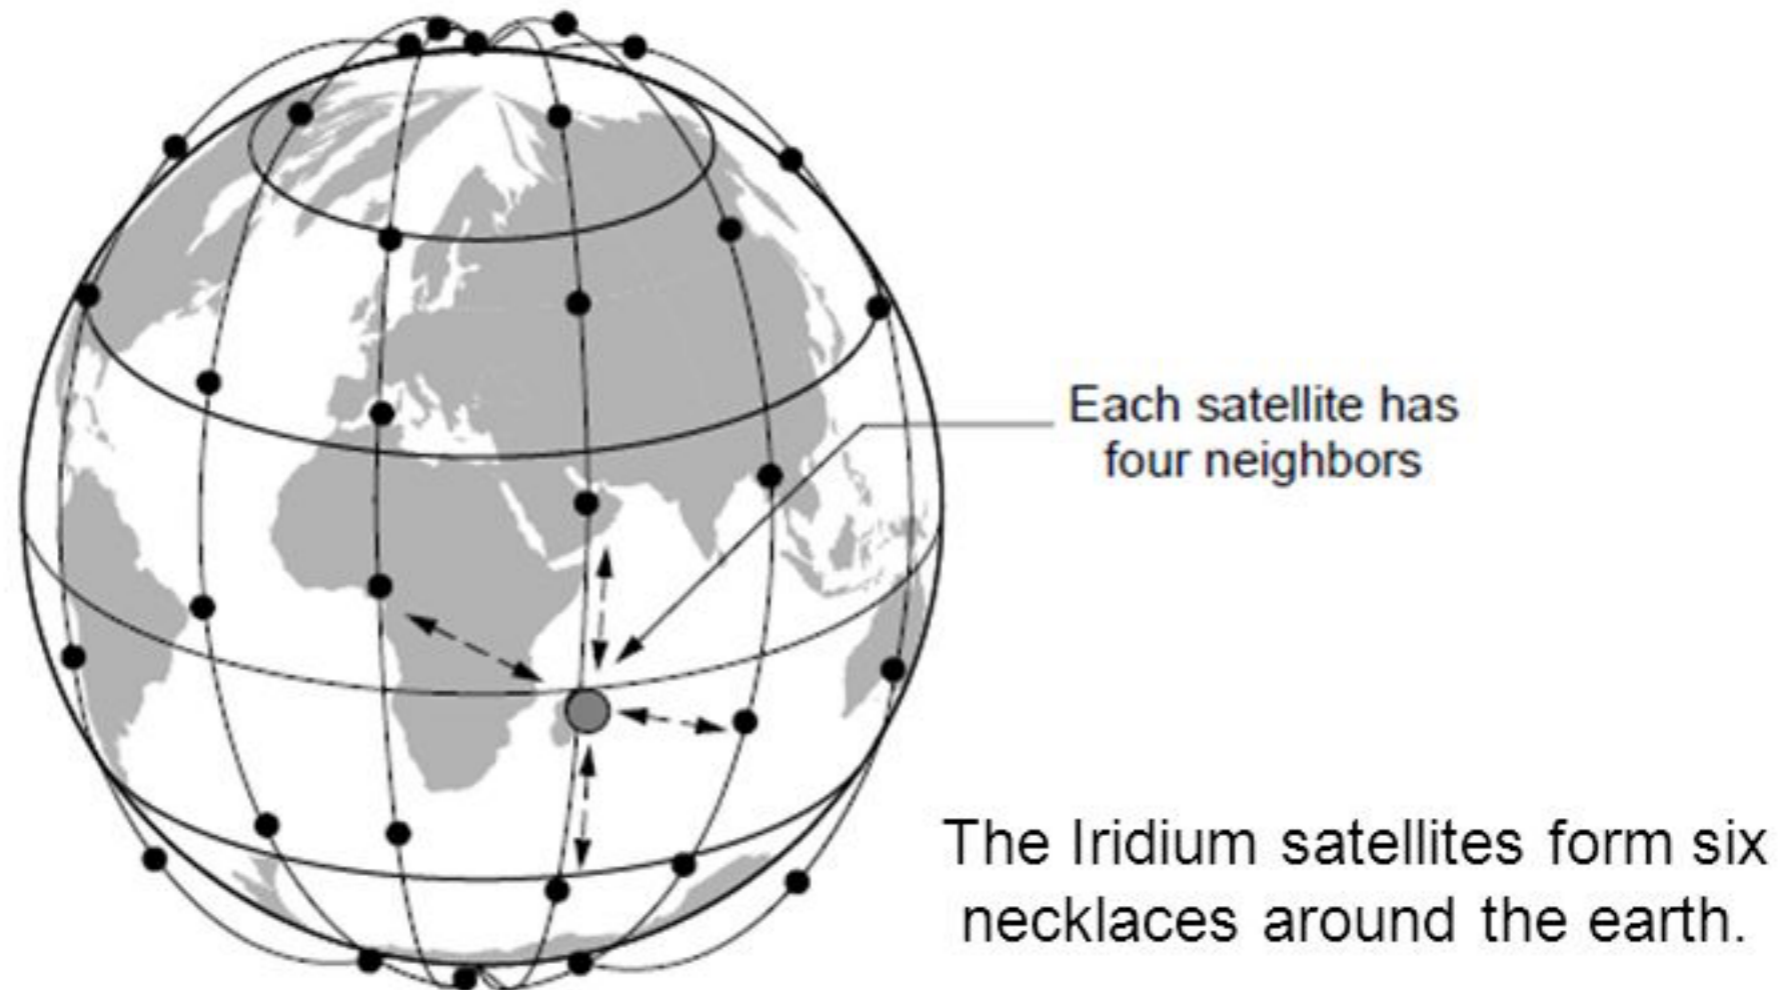 Each satellite has
four neighbors
The Iridium satellites form six
necklaces around the earth.